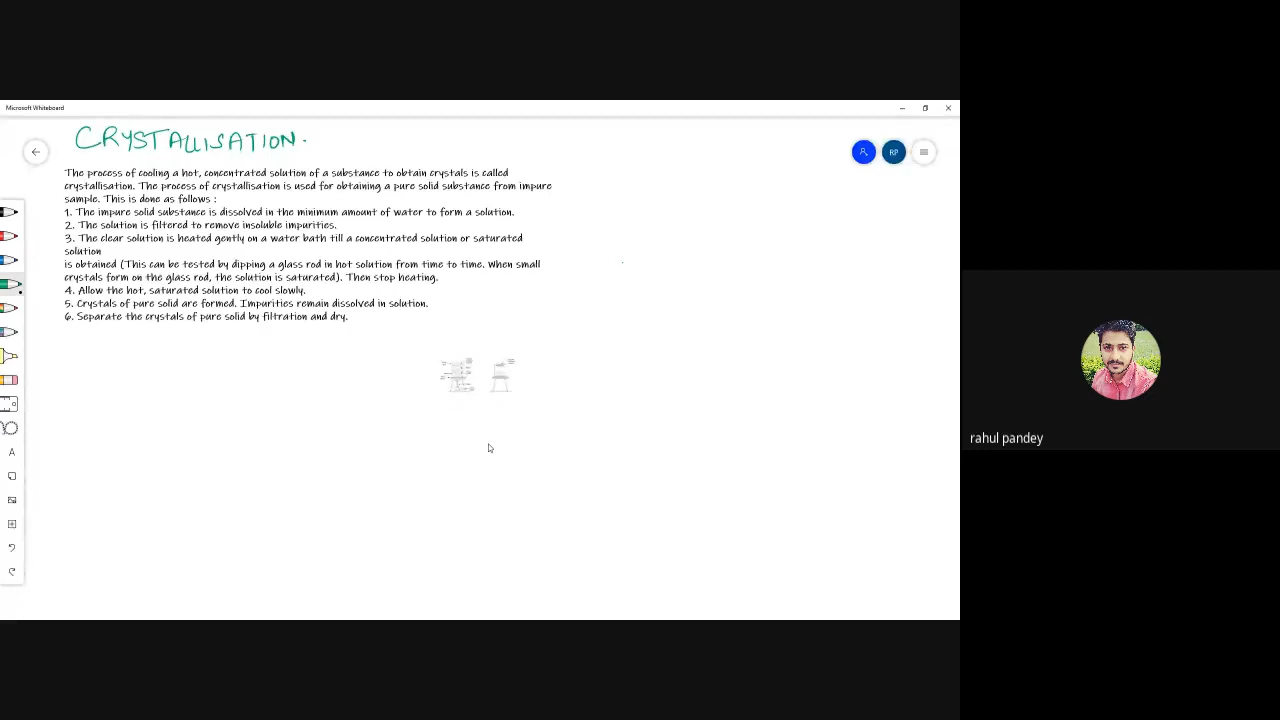 Microsoft Whiteboard
CRYSTALLISATION.
RP
The process of cooling a hot, concentrated solution of a substance to obtain crystals is called
crystallisation. The process of crystallisation is used for obtaining a pure solid substance from impure
sample. This is done as follows :
1. The impure solid substance is dissolved in the minimum amount of water to form a solution.
2. The solution is filtered to remove insoluble impurities.
3. The clear solution is heated gently on a water bath till a concentrated solution or saturated
solution
is obtained (This can be tested by dipping a glass rod in hot solution from time to time. When small
crystals form on the glass rod, the solution is saturated). Then stop heating.
4. Allow the hot, saturated solution to cool slowly.
5. Crystals of pure solid are formed. Impurities remain dissolved in solution.
6. Separate the crystals of pure solid by filtration and dry.
A
rahul pandey